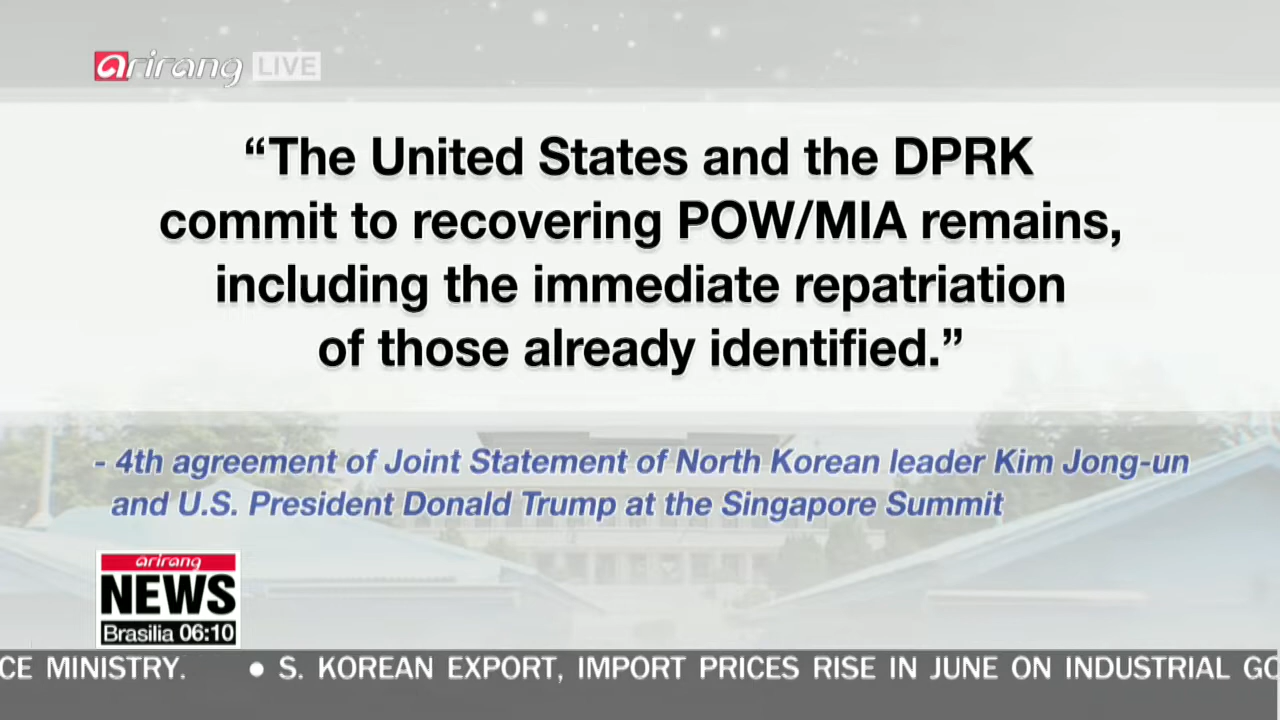 arirang LIVE
“The United States and the DPRK
commit to recovering POW/MIA remains,
including the immediate repatriation
of those already identified.”
- 4th agreement of Joint Statement of North Korean leader Kim Jong-un
and U.S. President Donald Trump at the Singapore Summit
arirang
NEWS
Brasilia 06:10
CE MINISTRY. ● S. KOREAN EXPORT, IMPORT PRICES RISE IN JUNE ON INDUSTRIAL GO